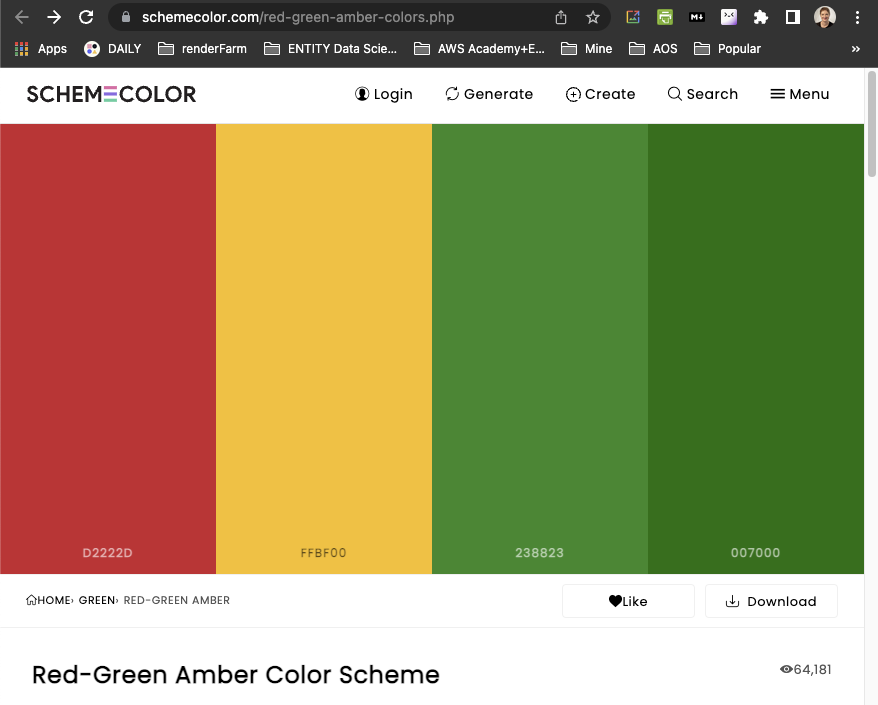 schemecolor.com/red-green-amber-colors.php
Apps DAILY renderFarm ENTITY Data Scie... AWS Academy+E... Mine AOS Popular »
SCHEMECOLOR Login Generate Create Search Menu
D2222D FFBF00 238823 007000
HOME› GREEN› RED-GREEN AMBER Like Download
Red-Green Amber Color Scheme 64,181